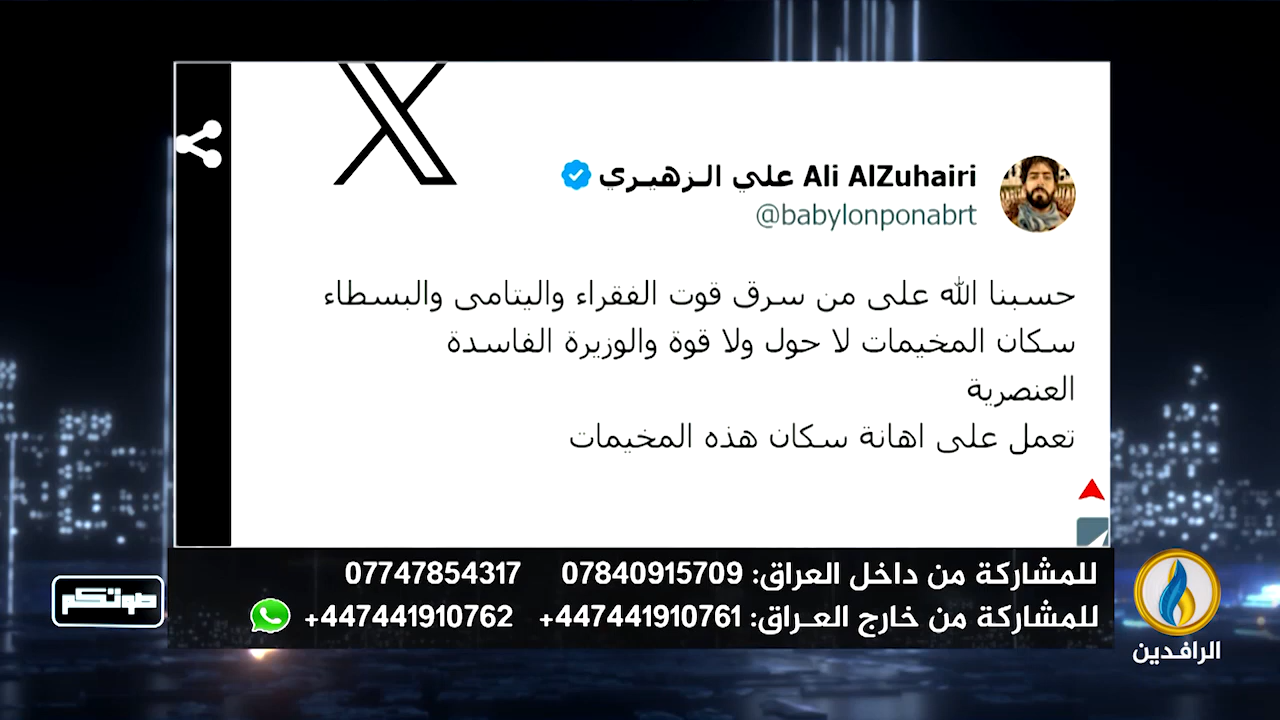 Ali AlZuhairi علي الزهيري
@babylonponabrt
حسبنا الله على من سرق قوت الفقراء واليتامى والبسطاء
سكان المخيمات لا حول ولا قوة والوزيرة الفاسدة
العنصرية
تعمل على اهانة سكان هذه المخيمات
للمشاركة من داخل العراق: 07840915709 07747854317
للمشاركة من خارج العراق: 447441910761+ 447441910762+
صوتكم
الرافدين